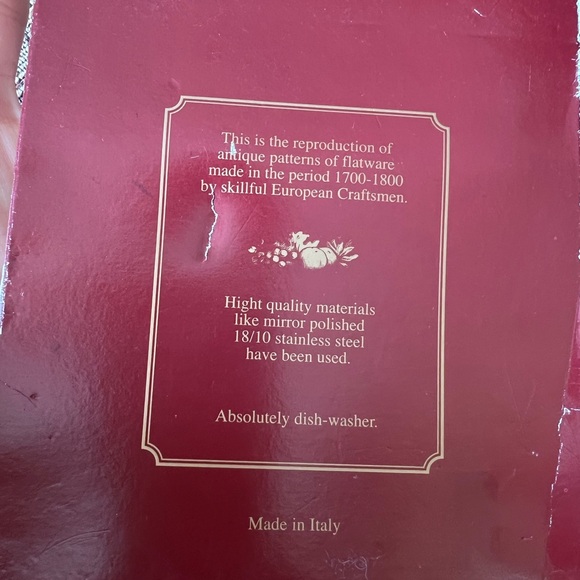 This is the reproduction of
antique patterns of flatware
made in the period 1700-1800
by skillful European Craftsmen.
Hight quality materials
like mirror polished
18/10 stainless steel
have been used.
Absolutely dish-washer.
Made in Italy